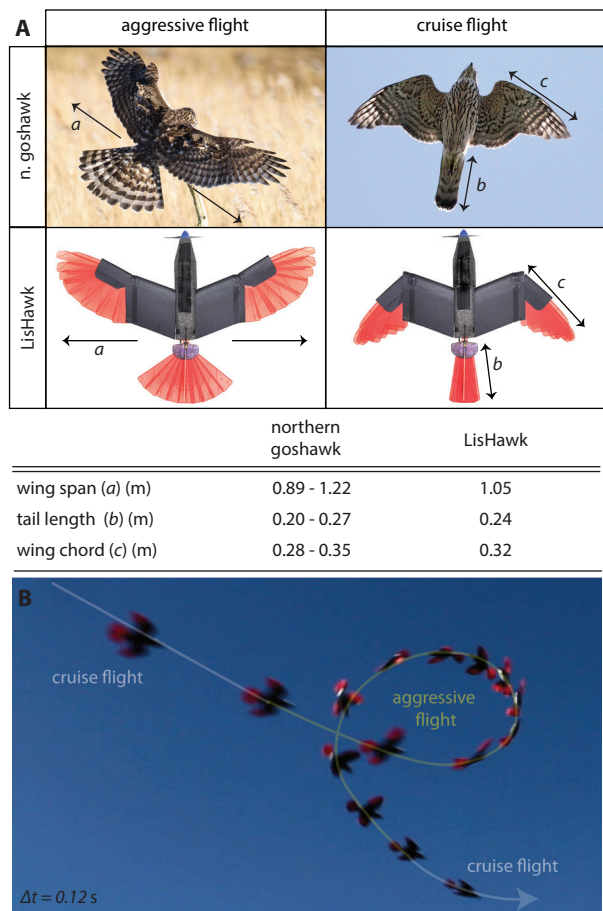 A
aggressive flight
cruise flight
n. goshawk
a
c
b
LisHawk
a
c
b
northern
goshawk
LisHawk
wing span (a) (m)
0.89 - 1.22
1.05
tail length (b) (m)
0.20 - 0.27
0.24
wing chord (c) (m)
0.28 - 0.35
0.32
B
cruise flight
aggressive
flight
cruise flight
Δt = 0.12 s